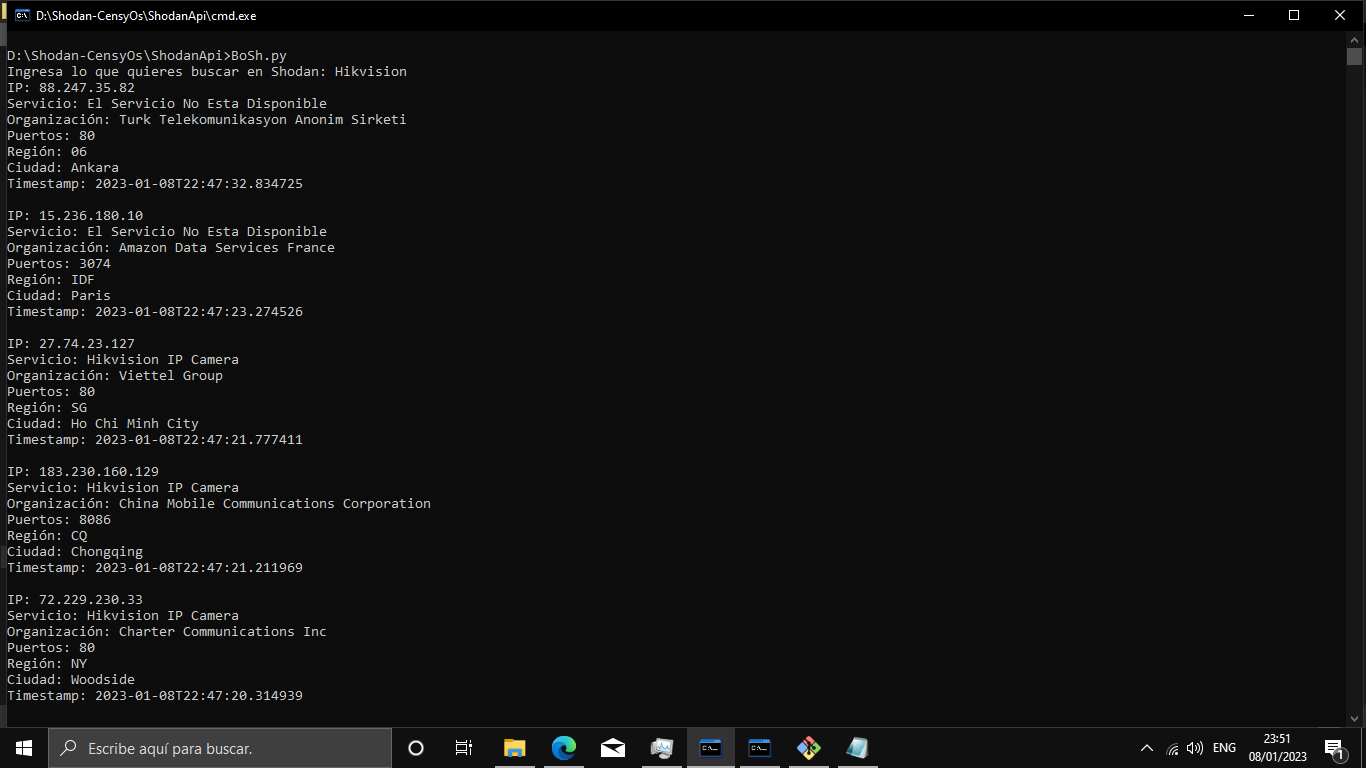 D:\Shodan-CensyOs\ShodanApi\cmd.exe
D:\Shodan-CensyOs\ShodanApi>BoSh.py
Ingresa lo que quieres buscar en Shodan: Hikvision
IP: 88.247.35.82
Servicio: El Servicio No Esta Disponible
Organización: Turk Telekomunikasyon Anonim Sirketi
Puertos: 80
Región: 06
Ciudad: Ankara
Timestamp: 2023-01-08T22:47:32.834725
IP: 15.236.180.10
Servicio: El Servicio No Esta Disponible
Organización: Amazon Data Services France
Puertos: 3074
Región: IDF
Ciudad: Paris
Timestamp: 2023-01-08T22:47:23.274526
IP: 27.74.23.127
Servicio: Hikvision IP Camera
Organización: Viettel Group
Puertos: 80
Región: SG
Ciudad: Ho Chi Minh City
Timestamp: 2023-01-08T22:47:21.777411
IP: 183.230.160.129
Servicio: Hikvision IP Camera
Organización: China Mobile Communications Corporation
Puertos: 8086
Región: CQ
Ciudad: Chongqing
Timestamp: 2023-01-08T22:47:21.211969
IP: 72.229.230.33
Servicio: Hikvision IP Camera
Organización: Charter Communications Inc
Puertos: 80
Región: NY
Ciudad: Woodside
Timestamp: 2023-01-08T22:47:20.314939
Escribe aquí para buscar.
ENG
23:51
08/01/2023
1